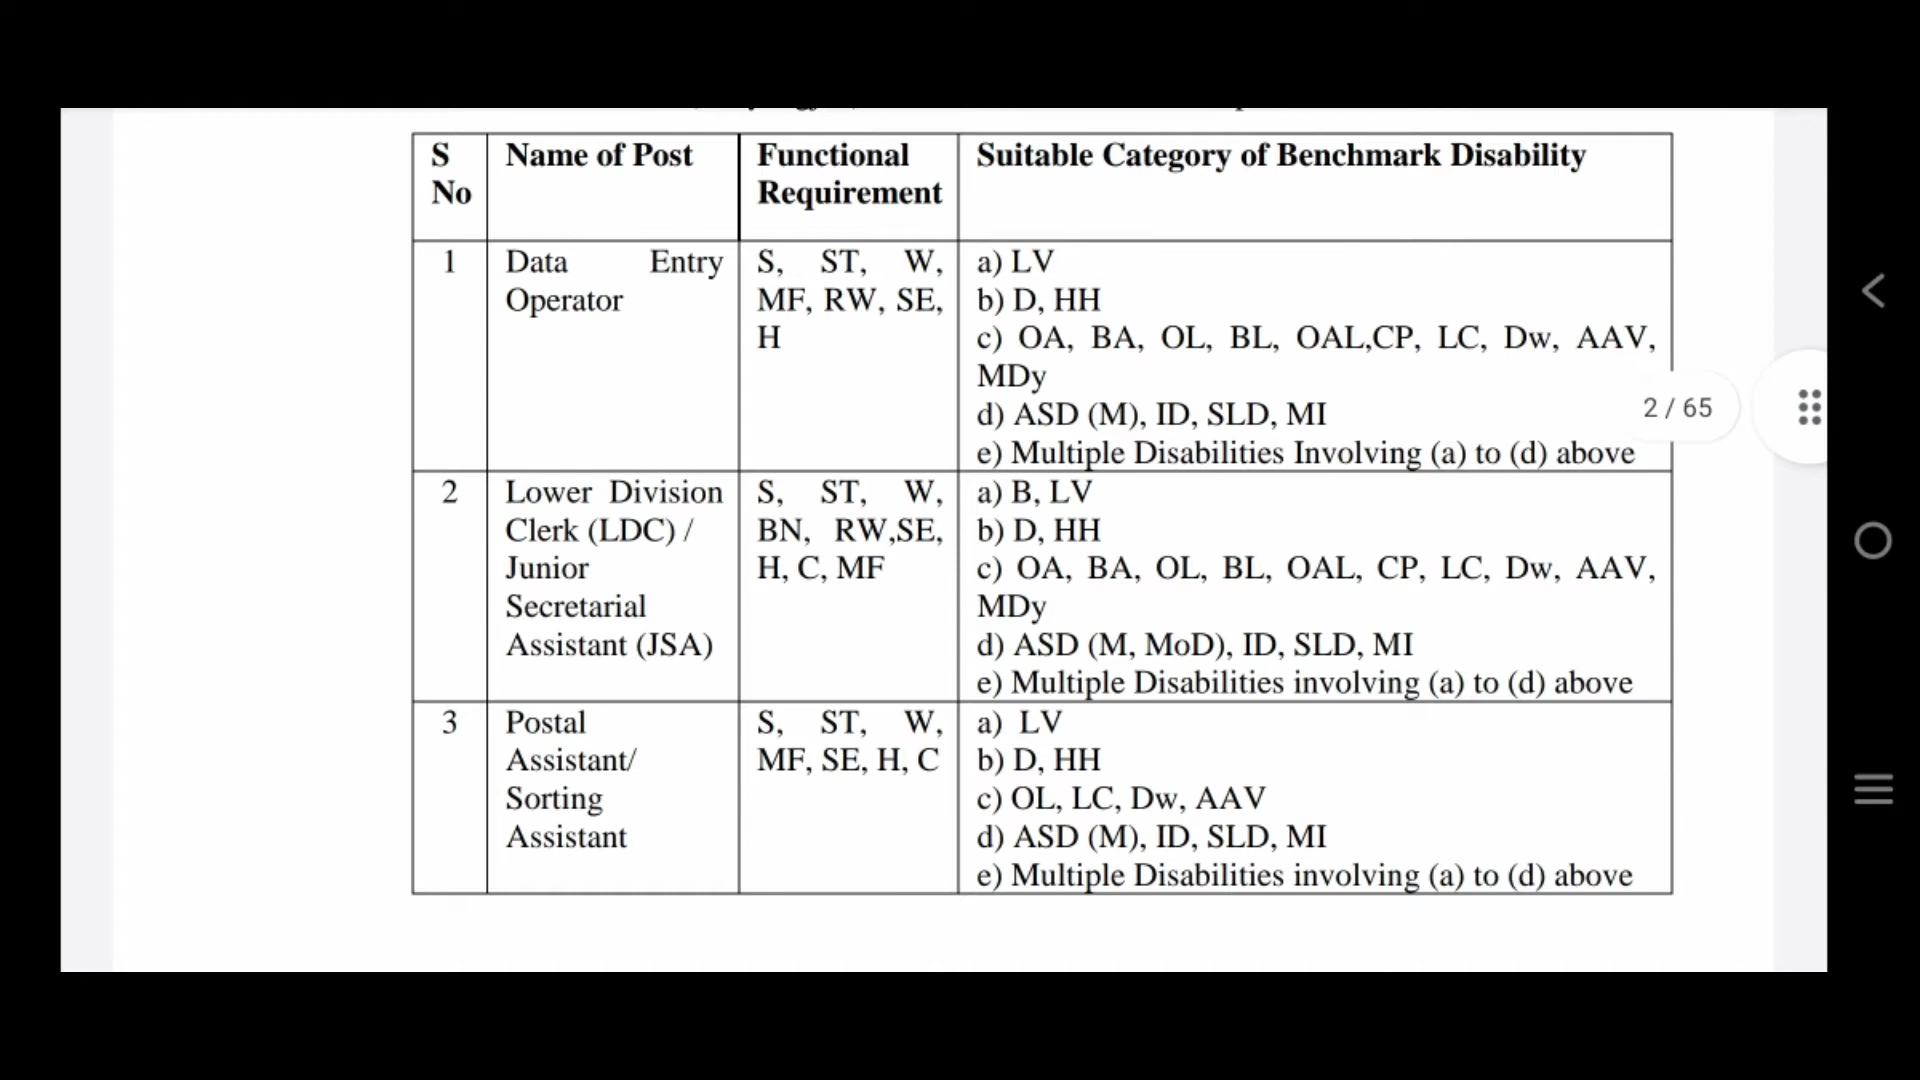 S No
Name of Post
Functional Requirement
Suitable Category of Benchmark Disability
1
Data Entry
Operator
S, ST, W,
MF, RW, SE,
H
a) LV
b) D, HH
c) OA, BA, OL, BL, OAL,CP, LC, Dw, AAV,
MDy
d) ASD (M), ID, SLD, MI
e) Multiple Disabilities Involving (a) to (d) above
2
Lower Division
Clerk (LDC) /
Junior
Secretarial
Assistant (JSA)
S, ST, W,
BN, RW,SE,
H, C, MF
a) B, LV
b) D, HH
c) OA, BA, OL, BL, OAL, CP, LC, Dw, AAV,
MDy
d) ASD (M, MoD), ID, SLD, MI
e) Multiple Disabilities involving (a) to (d) above
3
Postal
Assistant/
Sorting
Assistant
S, ST, W,
MF, SE, H, C
a) LV
b) D, HH
c) OL, LC, Dw, AAV
d) ASD (M), ID, SLD, MI
e) Multiple Disabilities involving (a) to (d) above
2 / 65